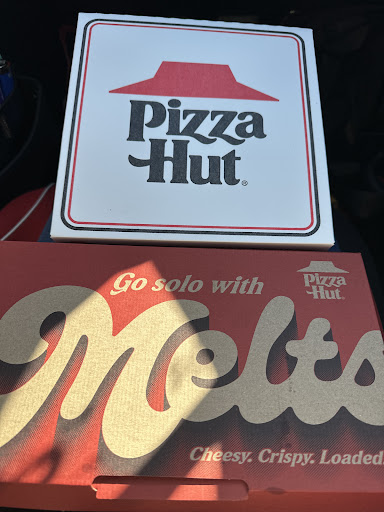 Pizza
Hut®
Go solo with
Pizza
Hut
Melts
Cheesy. Crispy. Loaded.